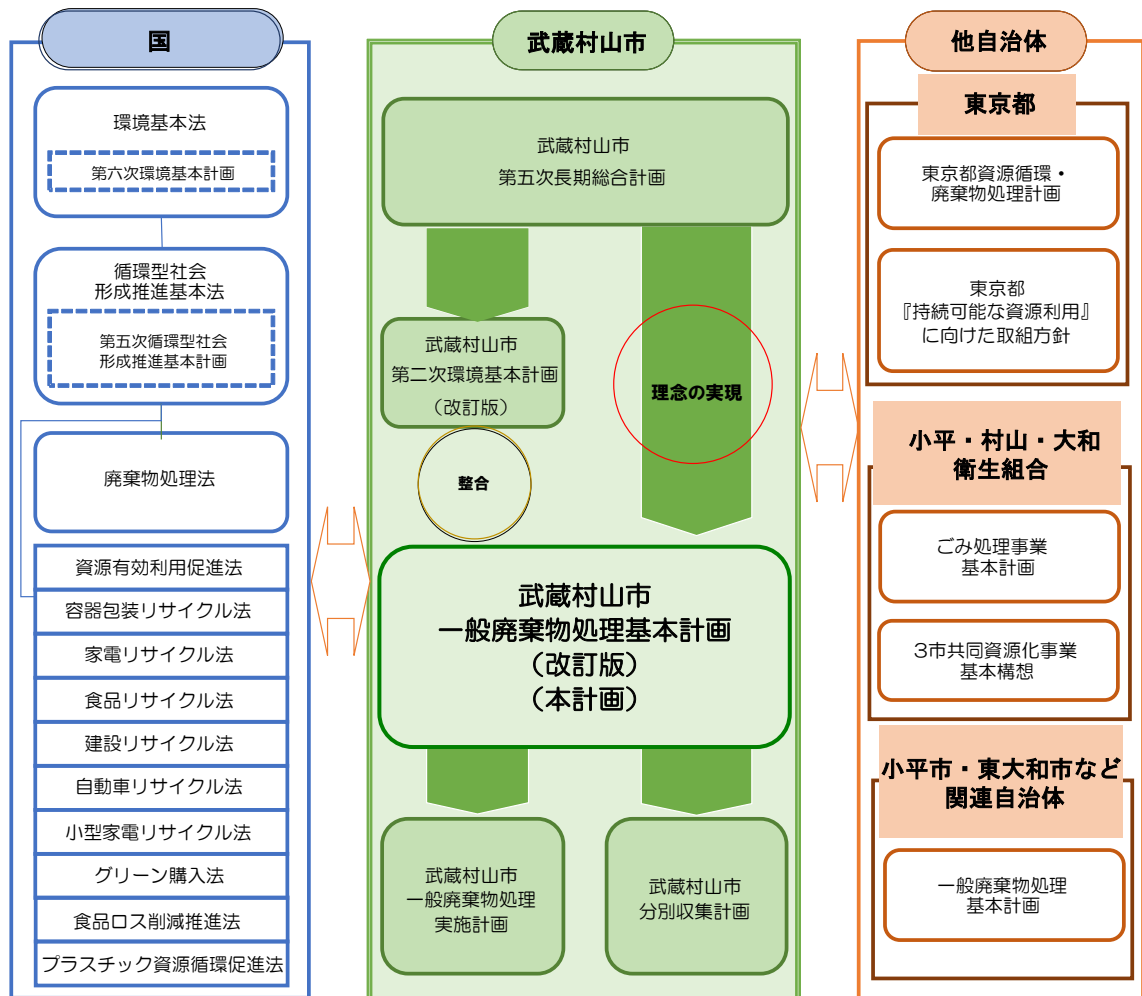 国
環境基本法
第六次環境基本計画
循環型社会
形成推進基本法
第五次循環型社会
形成推進基本計画
廃棄物処理法
資源有効利用促進法
容器包装リサイクル法
家電リサイクル法
食品リサイクル法
建設リサイクル法
自動車リサイクル法
小型家電リサイクル法
グリーン購入法
食品ロス削減推進法
プラスチック資源循環促進法
武蔵村山市
武蔵村山市
第五次長期総合計画
武蔵村山市
第二次環境基本計画
（改訂版）
理念の実現
整合
武蔵村山市
一般廃棄物処理基本計画
（改訂版）
（本計画）
武蔵村山市
一般廃棄物処理
実施計画
武蔵村山市
分別収集計画
他自治体
東京都
東京都資源循環・
廃棄物処理計画
東京都
『持続可能な資源利用』
に向けた取組方針
小平・村山・大和
衛生組合
ごみ処理事業
基本計画
3市共同資源化事業
基本構想
小平市・東大和市など
関連自治体
一般廃棄物処理
基本計画